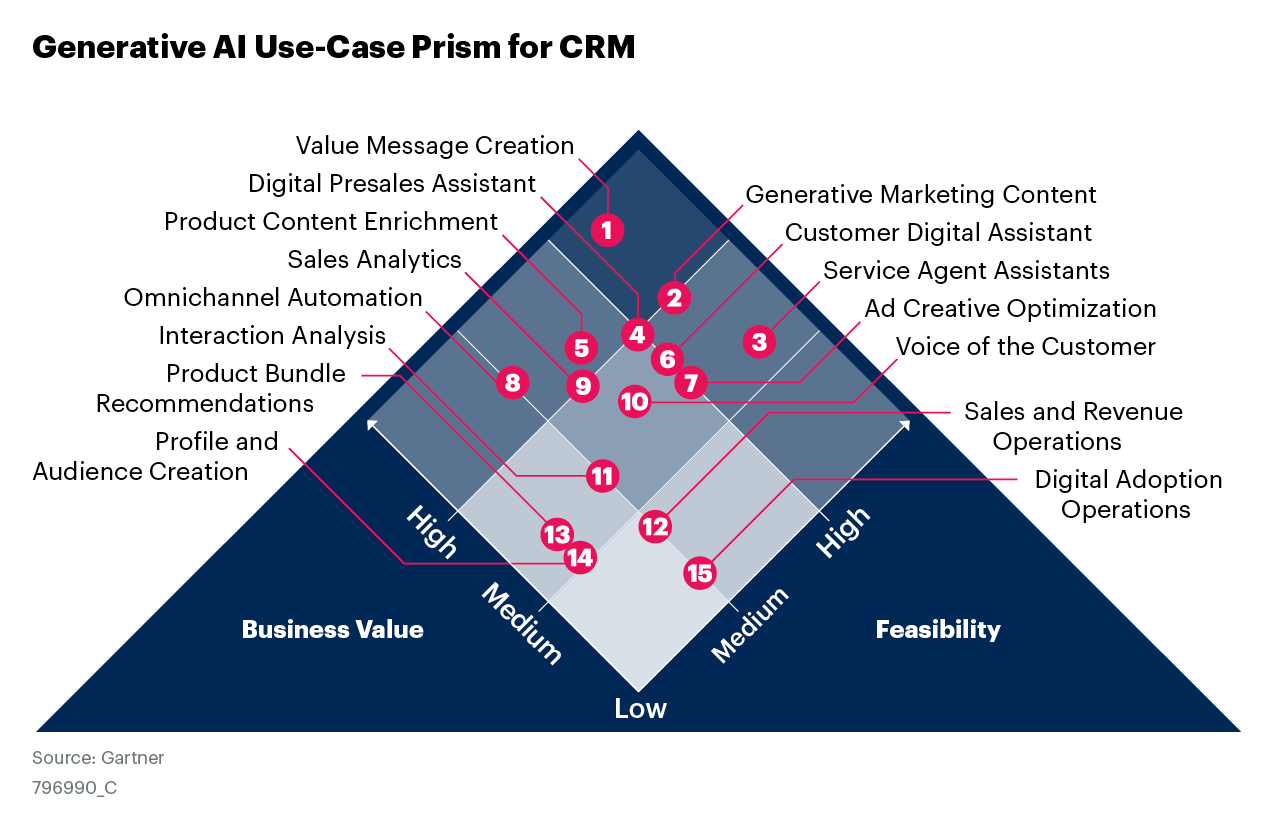 Generative AI Use-Case Prism for CRM
Value Message Creation
Digital Presales Assistant
Product Content Enrichment
Sales Analytics
Omnichannel Automation
Interaction Analysis
Product Bundle
Recommendations
Profile and
Audience Creation
Generative Marketing Content
Customer Digital Assistant
Service Agent Assistants
Ad Creative Optimization
Voice of the Customer
Sales and Revenue
Operations
Digital Adoption
Operations
1
2
3
4
5
6
7
8
9
10
11
12
13
14
15
High
Medium
Low
Medium
High
Business Value
Feasibility
Source: Gartner
796990_C